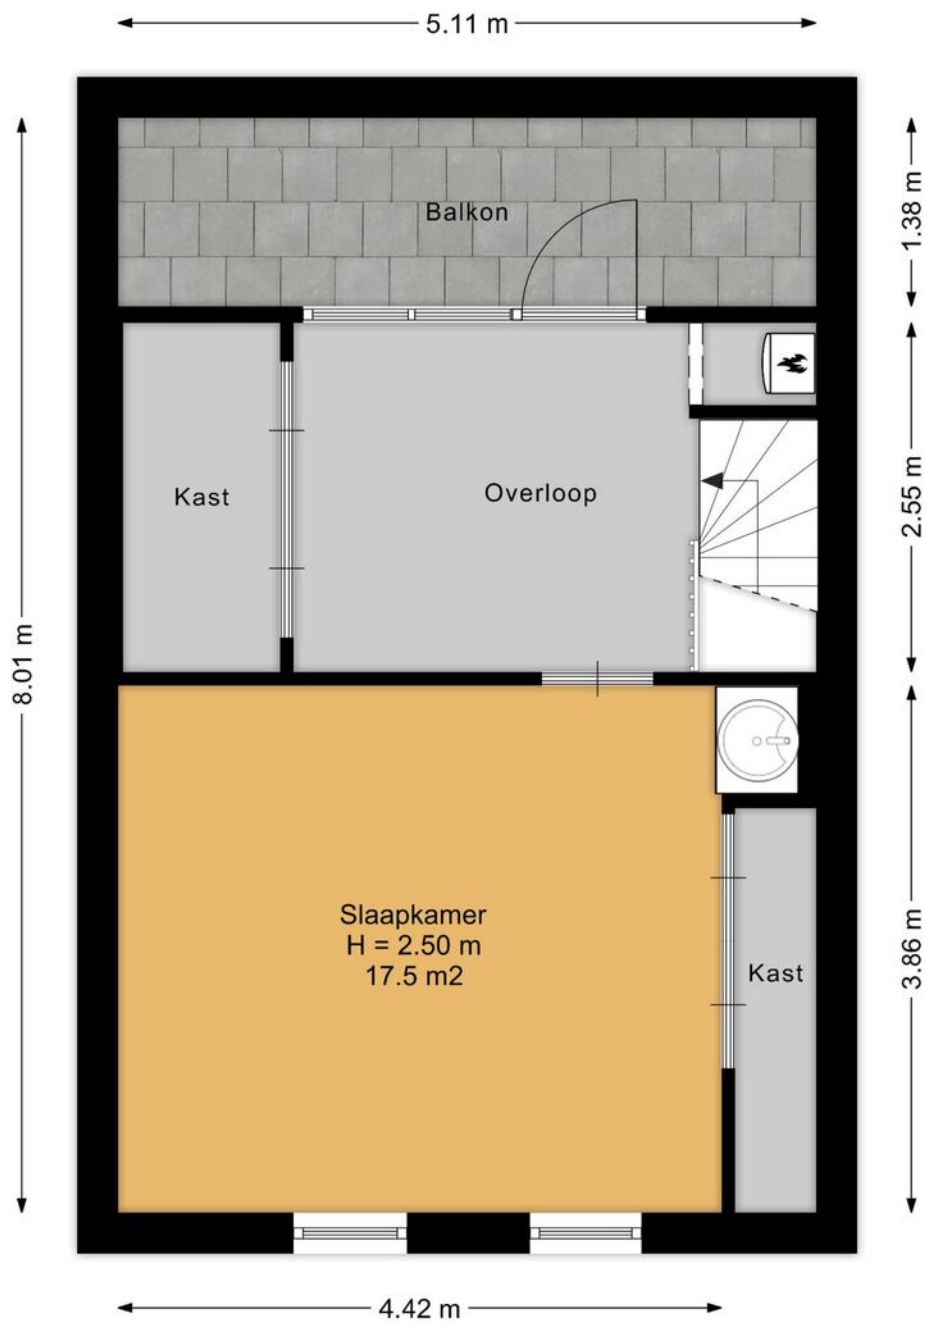 5.11 m
Balkon
1.38 m
Kast
Overloop
2.55 m
8.01 m
Slaapkamer
H = 2.50 m
17.5 m2
Kast
3.86 m
4.42 m